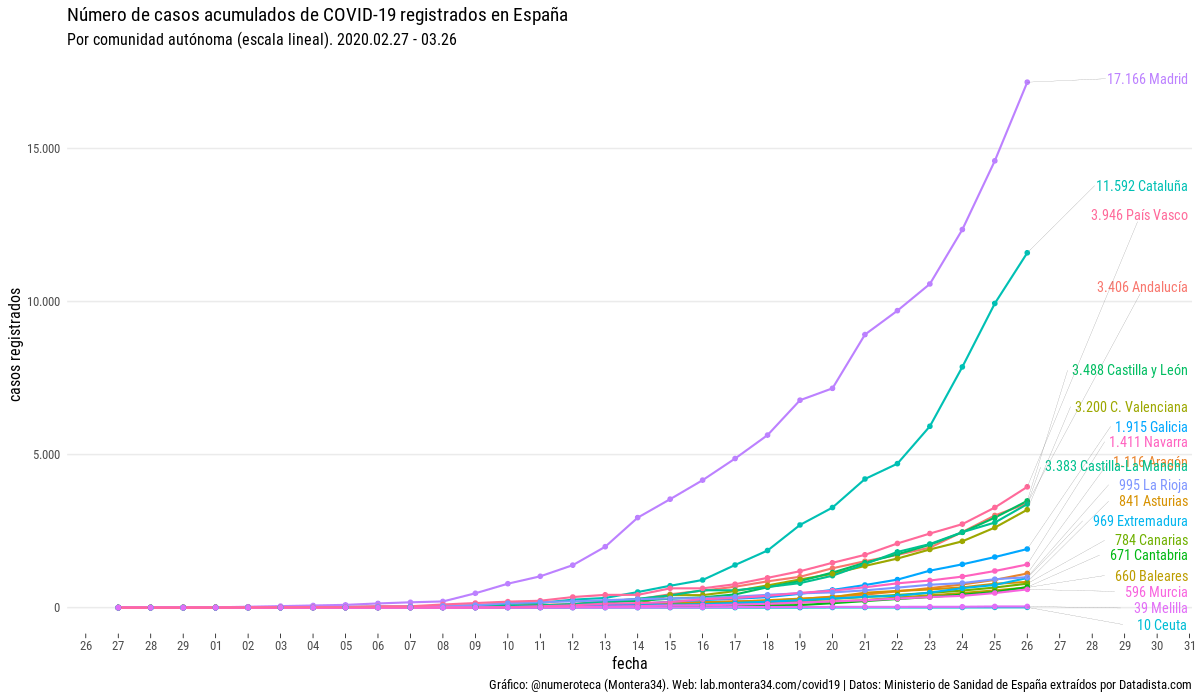 Número de casos acumulados de COVID-19 registrados en España
Por comunidad autónoma (escala lineal). 2020.02.27 - 03.26
17.166 Madrid
15.000
11.592 Cataluña
3.946 País Vasco
3.406 Andalucía
10.000
casos registrados
3.488 Castilla y León
3.200 C. Valenciana
1.915 Galicia
1.411 Navarra
5.000
1.116 Aragón
3.383 Castilla-La Mancha
995 La Rioja
841 Asturias
969 Extremadura
784 Canarias
671 Cantabria
660 Baleares
596 Murcia
0
39 Melilla
10 Ceuta
26 27 28 29 01 02 03 04 05 06 07 08 09 10 11 12 13 14 15 16 17 18 19 20 21 22 23 24 25 26 27 28 29 30 31
fecha
Gráfico: @numeroteca (Montera34). Web: lab.montera34.com/covid19 | Datos: Ministerio de Sanidad de España extraídos por Datadista.com